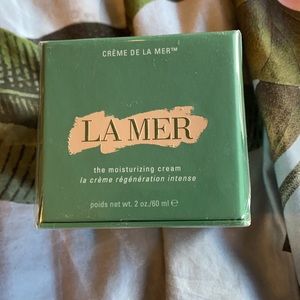 CRÈME DE LA MER™
LA MER
the moisturizing cream
la crème régénération intense
poids net wt. 2 oz./60 ml ℮